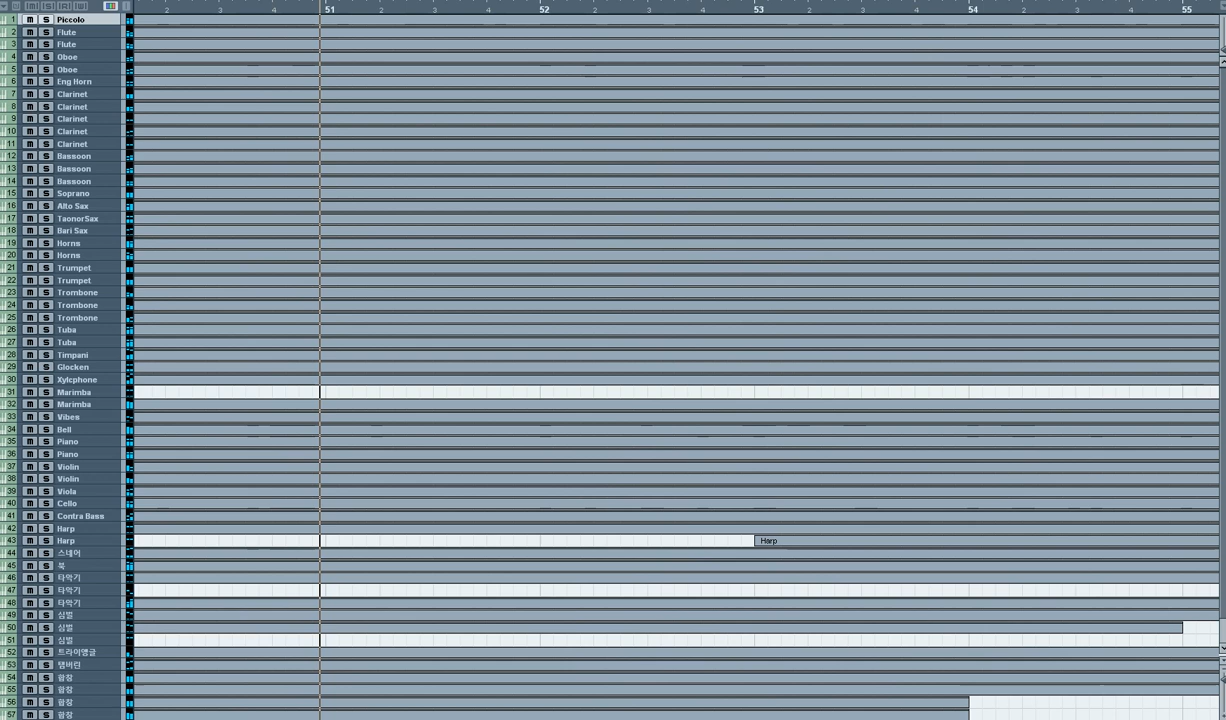 M S R W
2 3 4 51 2 3 4 52 2 3 4 53 2 3 4 54 2 3 4 55
1 m S Piccolo
2 m S Flute
3 m S Flute
4 m S Oboe
5 m S Oboe
6 m S Eng Horn
7 m S Clarinet
8 m S Clarinet
9 m S Clarinet
10 m S Clarinet
11 m S Clarinet
12 m S Bassoon
13 m S Bassoon
14 m S Bassoon
15 m S Soprano
16 m S Alto Sax
17 m S TaonorSax
18 m S Bari Sax
19 m S Horns
20 m S Horns
21 m S Trumpet
22 m S Trumpet
23 m S Trombone
24 m S Trombone
25 m S Trombone
26 m S Tuba
27 m S Tuba
28 m S Timpani
29 m S Glocken
30 m S Xylcphone
31 m S Marimba
32 m S Marimba
33 m S Vibes
34 m S Bell
35 m S Piano
36 m S Piano
37 m S Violin
38 m S Violin
39 m S Viola
40 m S Cello
41 m S Contra Bass
42 m S Harp
43 m S Harp Harp
44 m S 스네어
45 m S 북
46 m S 타악기
47 m S 타악기
48 m S 타악기
49 m S 심벌
50 m S 심벌
51 m S 심벌
52 m S 트라이앵글
53 m S 탬버린
54 m S 합창
55 m S 합창
56 m S 합창
57 m S 합창